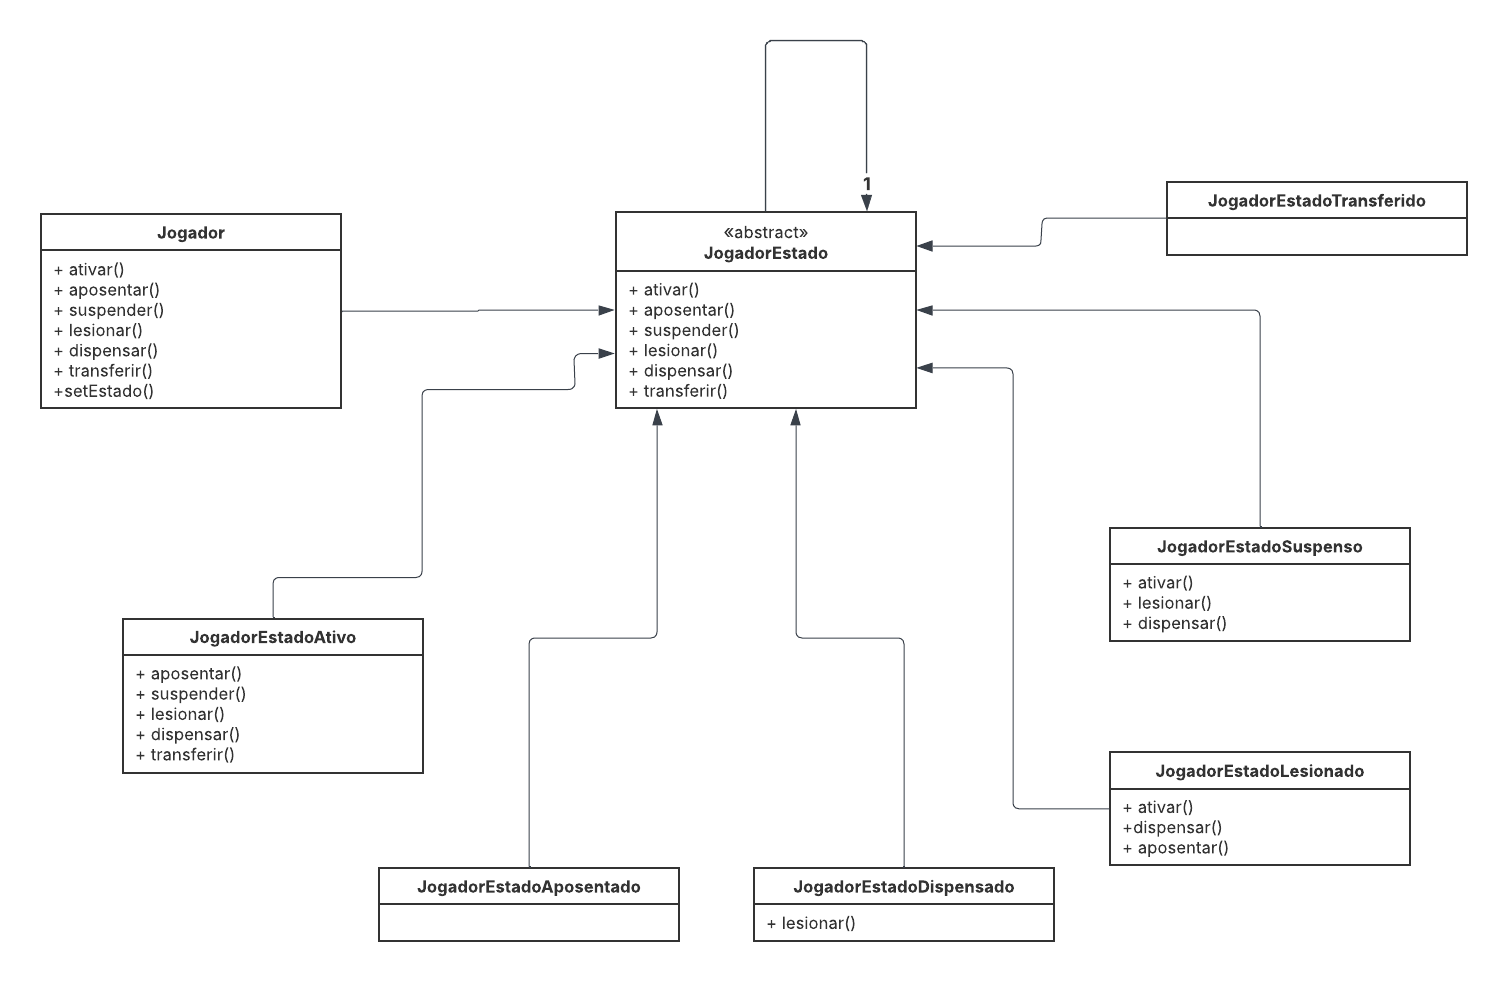 1
«abstract»
JogadorEstado
+ ativar()
+ aposentar()
+ suspender()
+ lesionar()
+ dispensar()
+ transferir()
JogadorEstadoTransferido
Jogador
+ ativar()
+ aposentar()
+ suspender()
+ lesionar()
+ dispensar()
+ transferir()
+setEstado()
JogadorEstadoSuspenso
+ ativar()
+ lesionar()
+ dispensar()
JogadorEstadoAtivo
+ aposentar()
+ suspender()
+ lesionar()
+ dispensar()
+ transferir()
JogadorEstadoLesionado
+ ativar()
+dispensar()
+ aposentar()
JogadorEstadoAposentado
JogadorEstadoDispensado
+ lesionar()